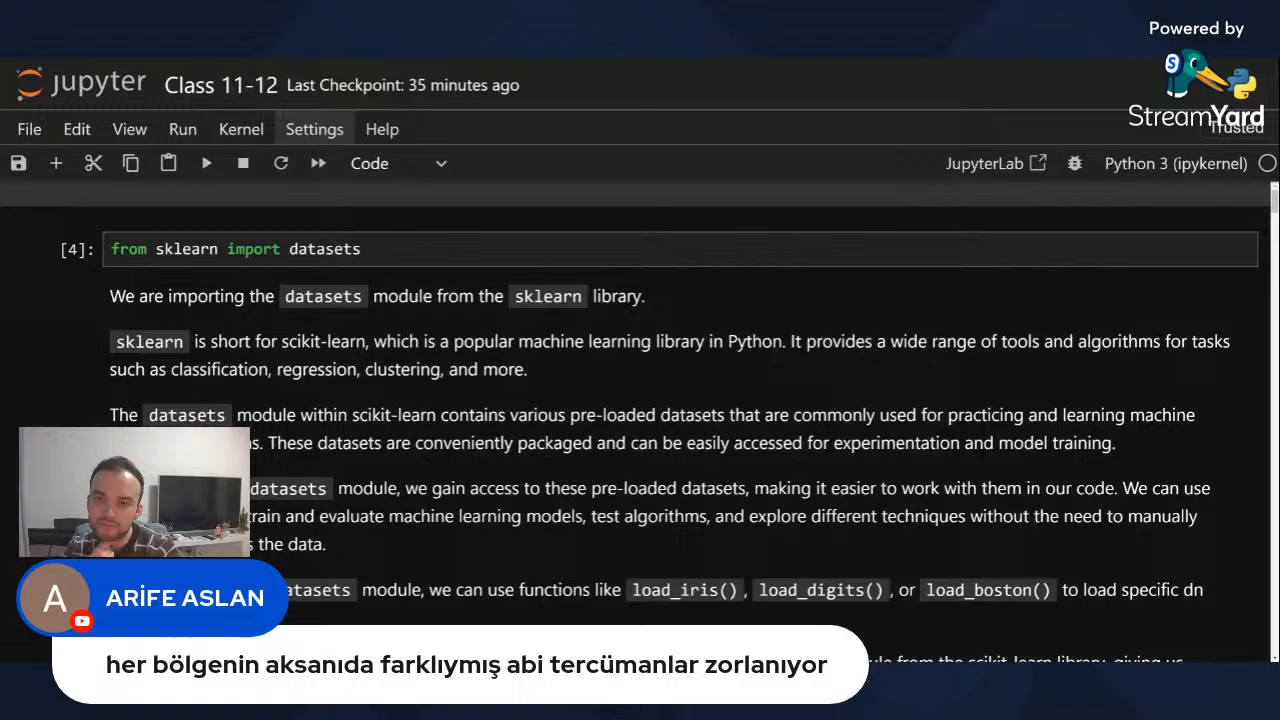 Powered by
StreamYard
jupyter Class 11-12 Last Checkpoint: 35 minutes ago
Trusted
File Edit View Run Kernel Settings Help
Code JupyterLab Python 3 (ipykernel)
[4]: from sklearn import datasets
We are importing the datasets module from the sklearn library.
sklearn is short for scikit-learn, which is a popular machine learning library in Python. It provides a wide range of tools and algorithms for tasks
such as classification, regression, clustering, and more.
The datasets module within scikit-learn contains various pre-loaded datasets that are commonly used for practicing and learning machine
s. These datasets are conveniently packaged and can be easily accessed for experimentation and model training.
datasets module, we gain access to these pre-loaded datasets, making it easier to work with them in our code. We can use
train and evaluate machine learning models, test algorithms, and explore different techniques without the need to manually
s the data.
atasets module, we can use functions like load_iris(), load_digits(), or load_boston() to load specific dn
A ARİFE ASLAN
her bölgenin aksanıda farklıymış abi tercümanlar zorlanıyor